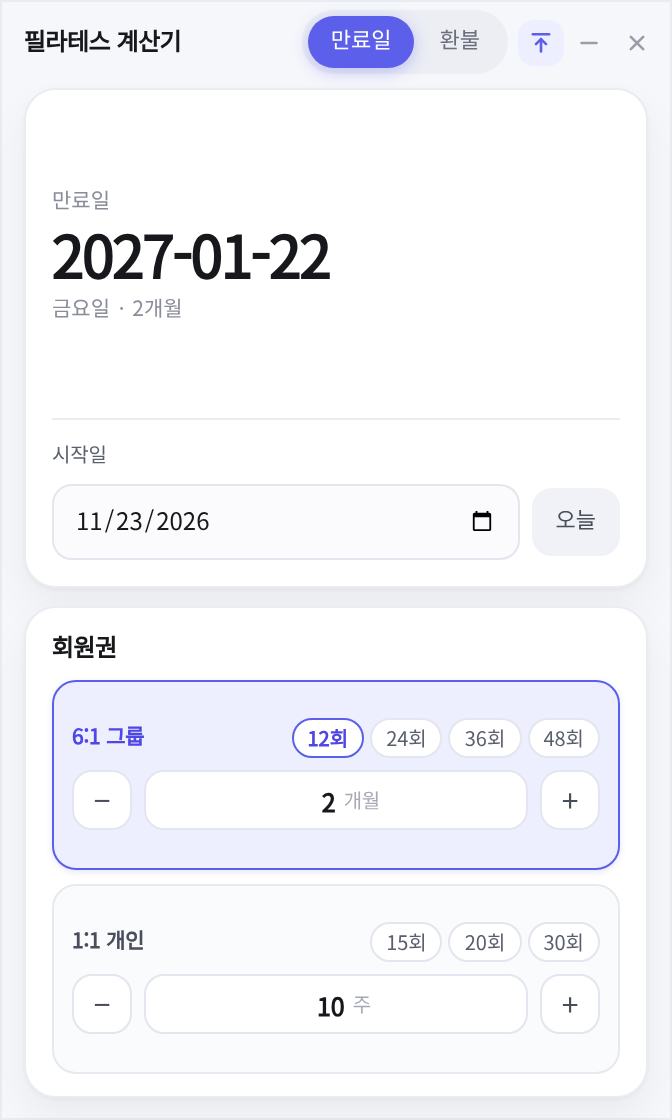 필라테스 계산기
만료일 환불
만료일
2027-01-22
금요일 · 2개월
시작일
11/23/2026
오늘
회원권
6:1 그룹 12회 24회 36회 48회
− 2 개월 +
1:1 개인 15회 20회 30회
− 10 주 +